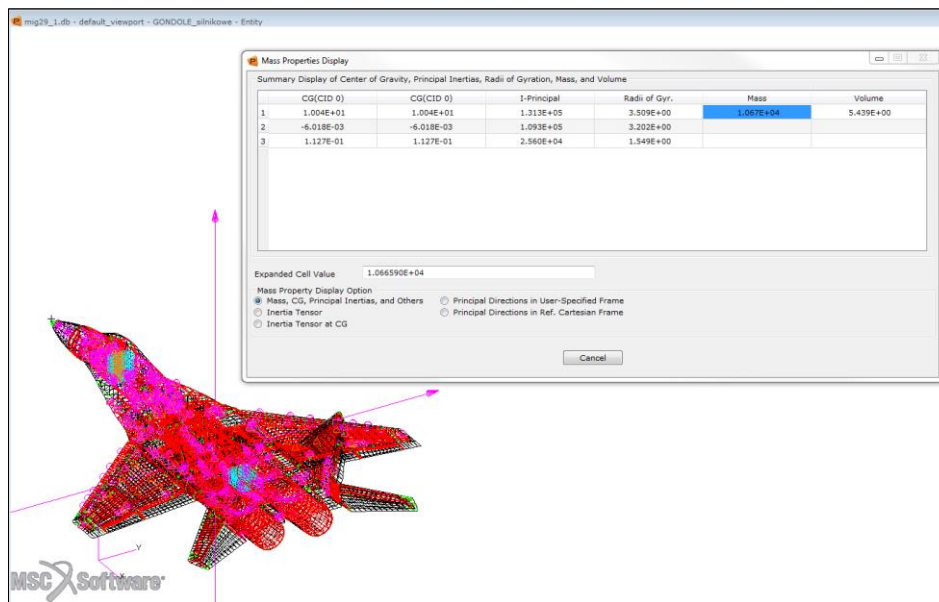 mig29_1.db - default_viewport - GONDOLE_silnikowe - Entity
Mass Properties Display
Summary Display of Center of Gravity, Principal Inertias, Radii of Gyration, Mass, and Volume
CG(CID 0) CG(CID 0) I-Principal Radii of Gyr. Mass Volume
1 1.004E+01 1.004E+01 1.313E+05 3.509E+00 1.067E+04 5.439E+00
2 -6.018E-03 -6.018E-03 1.093E+05 3.202E+00
3 1.127E-01 1.127E-01 2.560E+04 1.549E+00
Expanded Cell Value 1.066590E+04
Mass Property Display Option
Mass, CG, Principal Inertias, and Others Principal Directions in User-Specified Frame
Inertia Tensor Principal Directions in Ref. Cartesian Frame
Inertia Tensor at CG
Cancel
Y
X
MSC Software